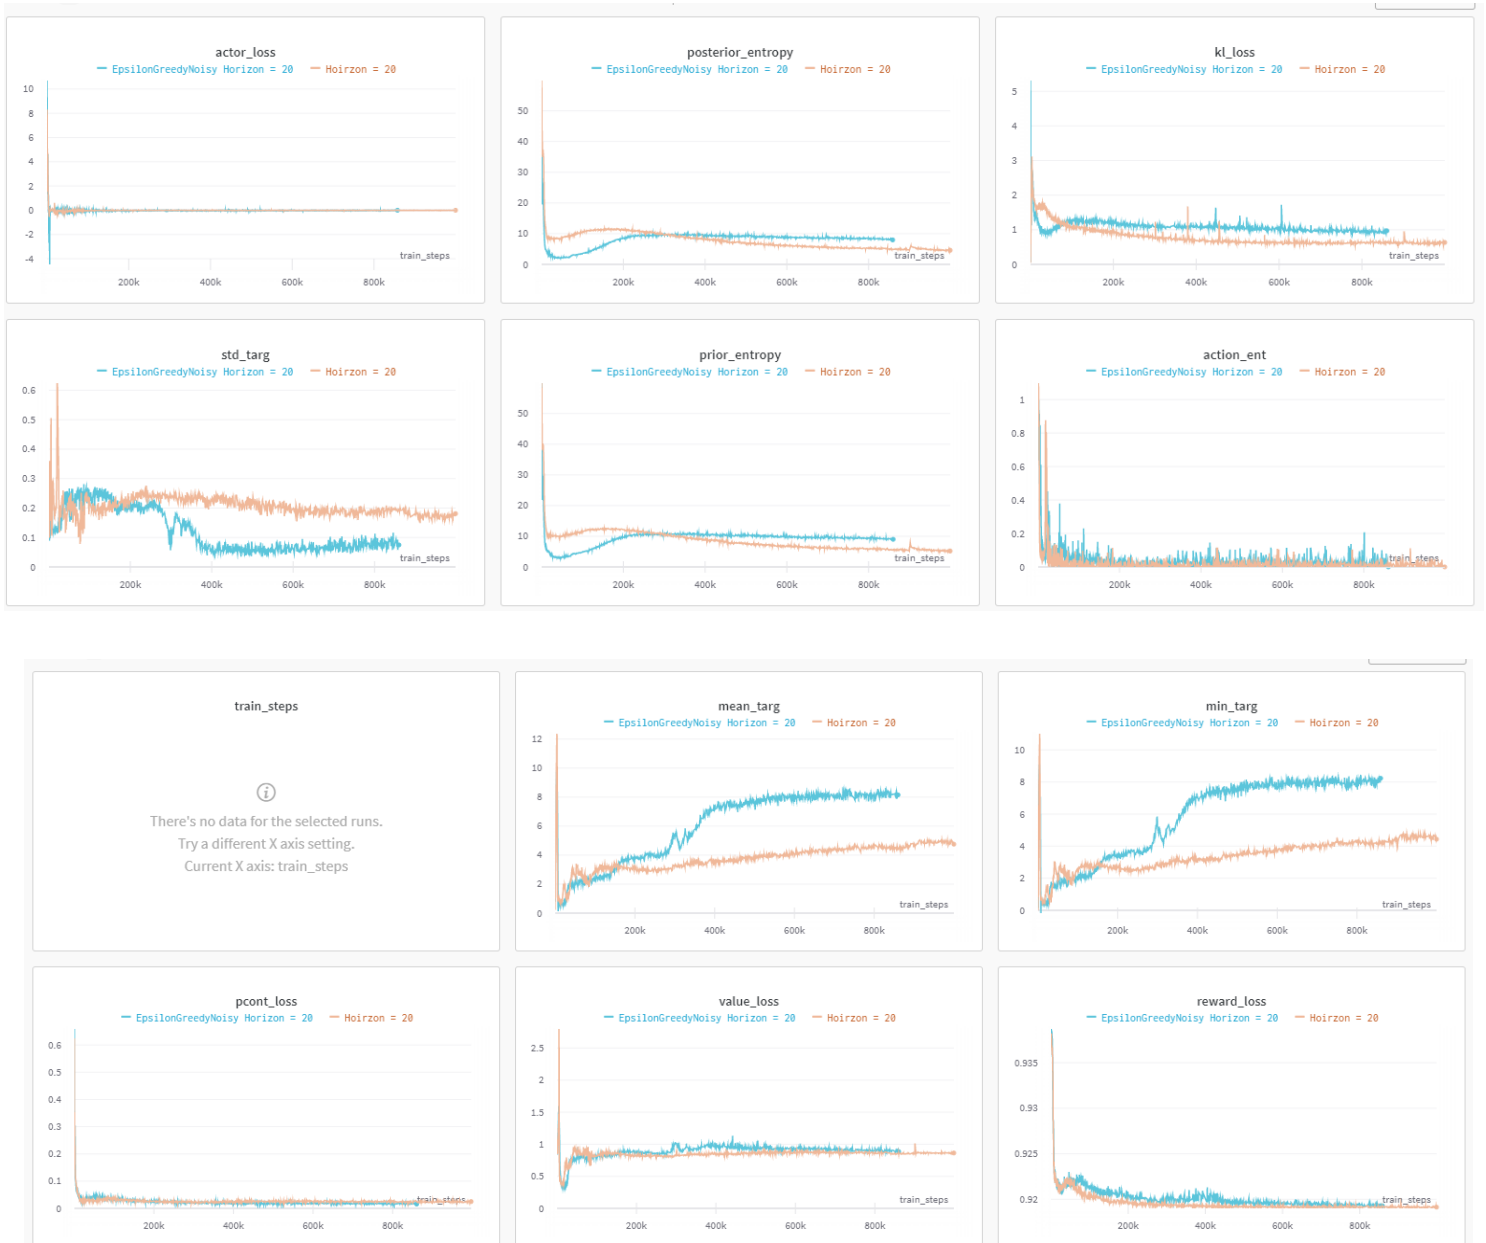 actor_loss
EpsilonGreedyNoisy Horizon = 20 Hoirzon = 20
10
8
6
4
2
0
-2
-4
train_steps
200k 400k 600k 800k
posterior_entropy
EpsilonGreedyNoisy Horizon = 20 Hoirzon = 20
50
40
30
20
10
0
train_steps
200k 400k 600k 800k
kl_loss
EpsilonGreedyNoisy Horizon = 20 Hoirzon = 20
5
4
3
2
1
0
train_steps
200k 400k 600k 800k
std_targ
EpsilonGreedyNoisy Horizon = 20 Hoirzon = 20
0.6
0.5
0.4
0.3
0.2
0.1
0
train_steps
200k 400k 600k 800k
prior_entropy
EpsilonGreedyNoisy Horizon = 20 Hoirzon = 20
50
40
30
20
10
0
train_steps
200k 400k 600k 800k
action_ent
EpsilonGreedyNoisy Horizon = 20 Hoirzon = 20
1
0.8
0.6
0.4
0.2
0
train_steps
200k 400k 600k 800k
train_steps
There's no data for the selected runs.
Try a different X axis setting.
Current X axis: train_steps
mean_targ
EpsilonGreedyNoisy Horizon = 20 Hoirzon = 20
12
10
8
6
4
2
0
train_steps
200k 400k 600k 800k
min_targ
EpsilonGreedyNoisy Horizon = 20 Hoirzon = 20
10
8
6
4
2
0
train_steps
200k 400k 600k 800k
pcont_loss
EpsilonGreedyNoisy Horizon = 20 Hoirzon = 20
0.6
0.5
0.4
0.3
0.2
0.1
0
train_steps
200k 400k 600k 800k
value_loss
EpsilonGreedyNoisy Horizon = 20 Hoirzon = 20
2.5
2
1.5
1
0.5
0
train_steps
200k 400k 600k 800k
reward_loss
EpsilonGreedyNoisy Horizon = 20 Hoirzon = 20
0.935
0.93
0.925
0.92
train_steps
200k 400k 600k 800k